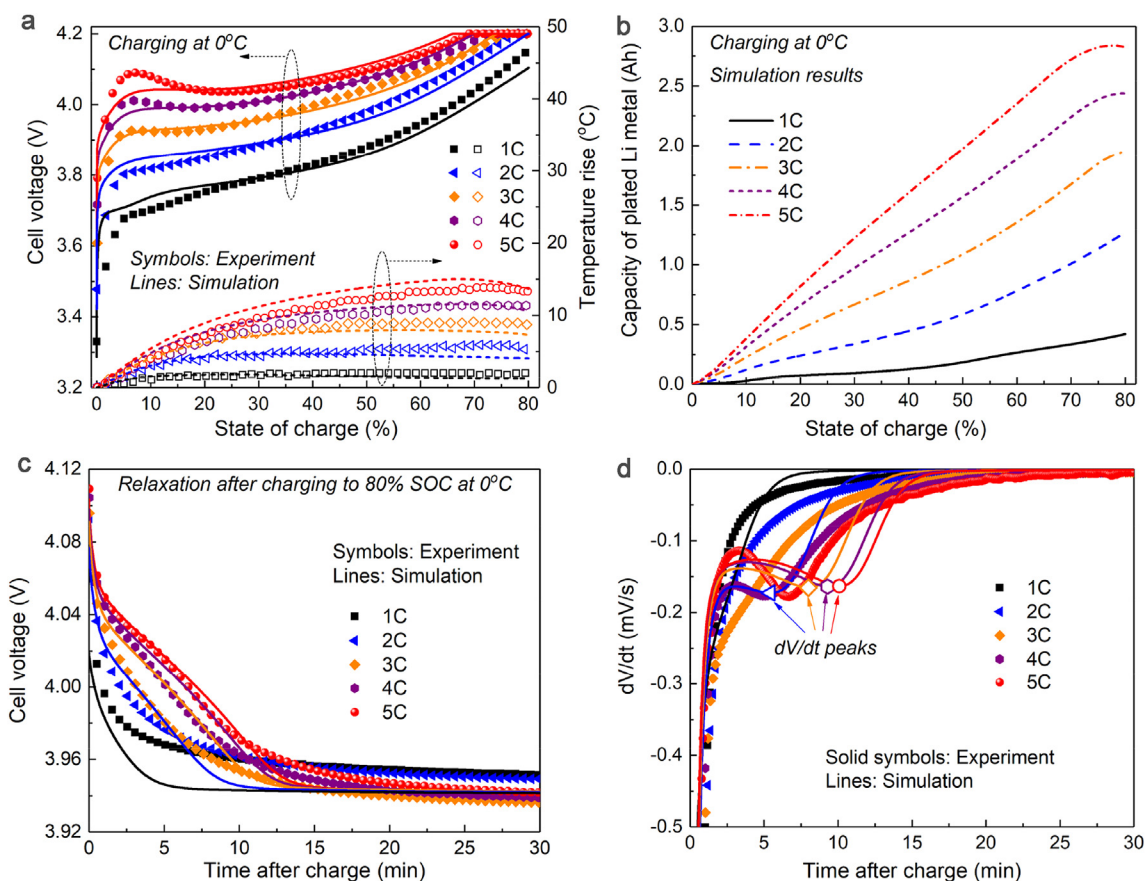 a
Charging at 0°C
Cell voltage (V)
4.2
4.0
3.8
3.6
3.4
3.2
50
40
30
20
10
0
Temperature rise (°C)
1C
2C
3C
4C
5C
Symbols: Experiment
Lines: Simulation
0 10 20 30 40 50 60 70 80
State of charge (%)
b
Charging at 0°C
Simulation results
Capacity of plated Li metal (Ah)
3.0
2.5
2.0
1.5
1.0
0.5
0.0
1C
2C
3C
4C
5C
0 10 20 30 40 50 60 70 80
State of charge (%)
c
Relaxation after charging to 80% SOC at 0°C
Cell voltage (V)
4.12
4.08
4.04
4.00
3.96
3.92
Symbols: Experiment
Lines: Simulation
1C
2C
3C
4C
5C
0 5 10 15 20 25 30
Time after charge (min)
d
dV/dt (mV/s)
0.0
-0.1
-0.2
-0.3
-0.4
-0.5
dV/dt peaks
1C
2C
3C
4C
5C
Solid symbols: Experiment
Lines: Simulation
0 5 10 15 20 25 30
Time after charge (min)